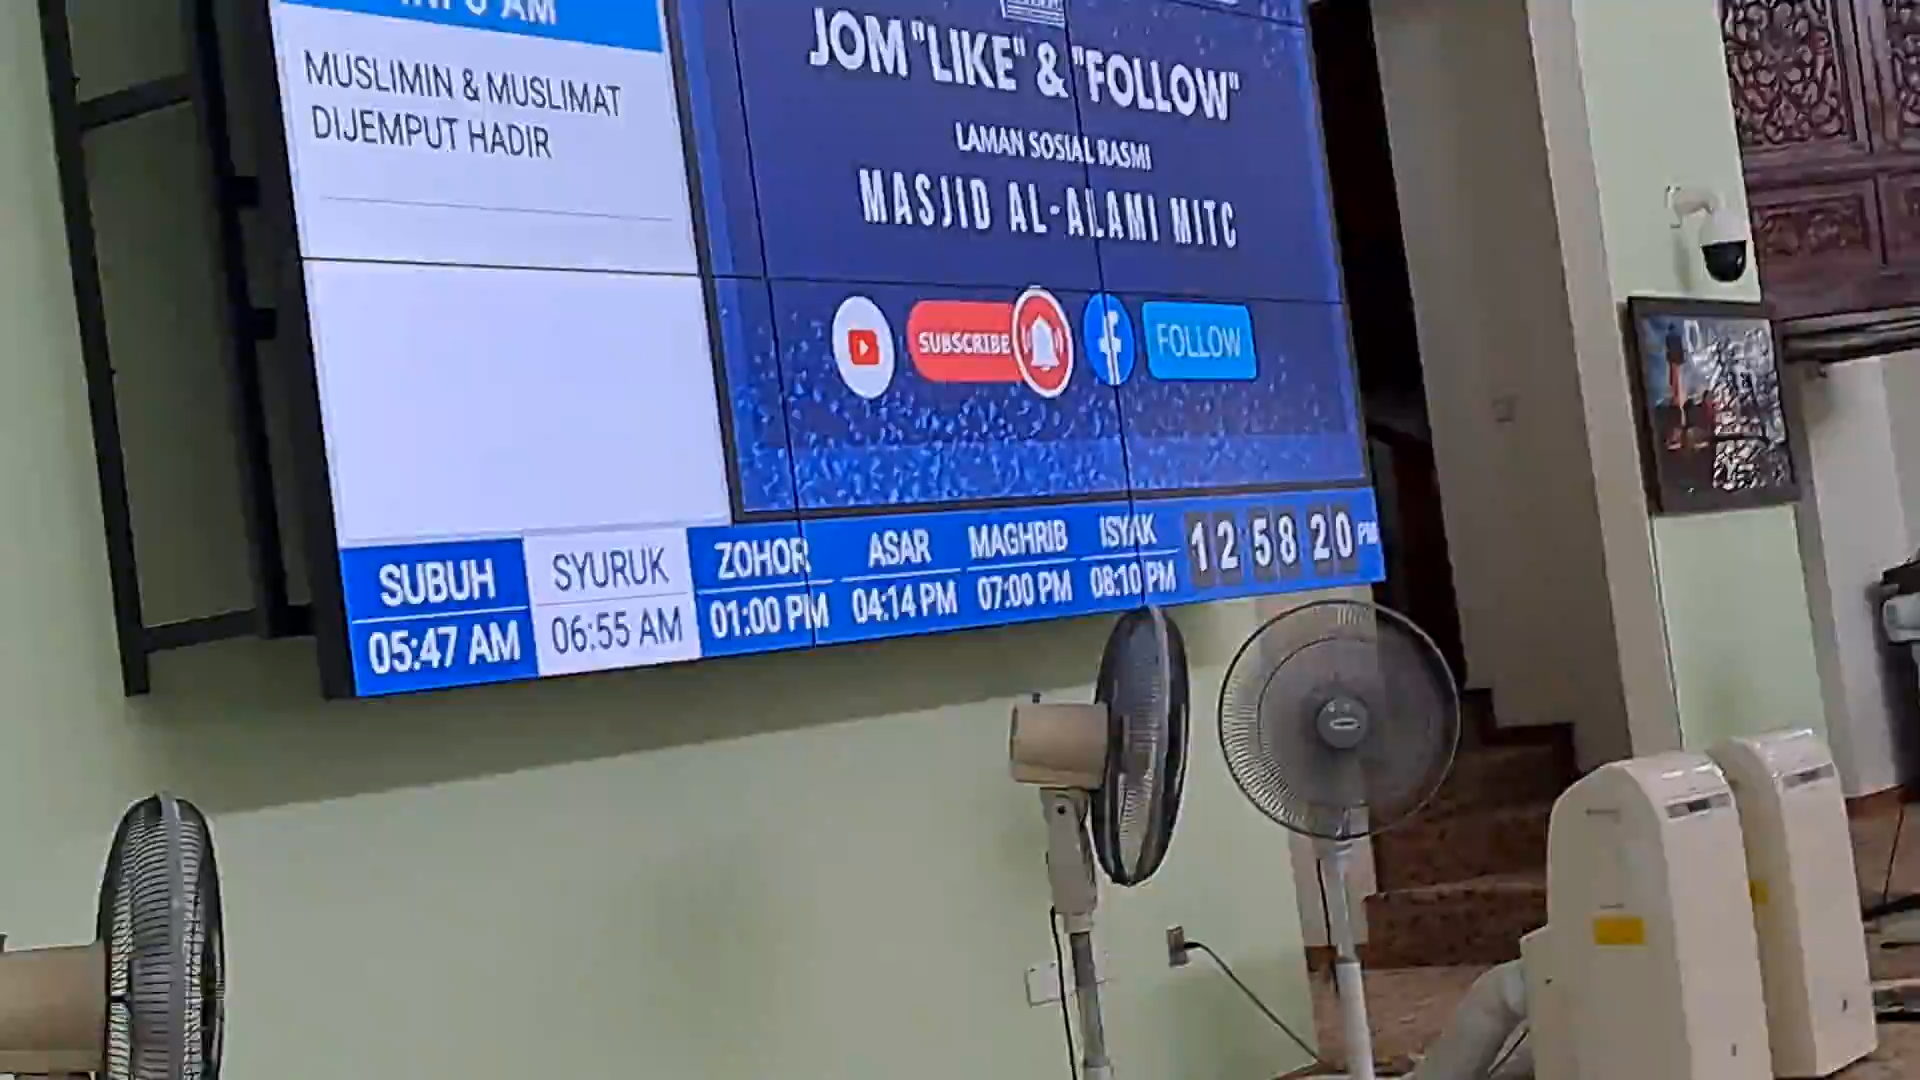 MUSLIMIN & MUSLIMAT
DIJEMPUT HADIR
JOM "LIKE" & "FOLLOW"
LAMAN SOSIAL RASMI
MASJID AL-ALAMI MITC
SUBSCRIBE
FOLLOW
SUBUH
05:47 AM
SYURUK
06:55 AM
ZOHOR
01:00 PM
ASAR
04:14 PM
MAGHRIB
07:00 PM
ISYAK
08:10 PM
12 58 20 PM